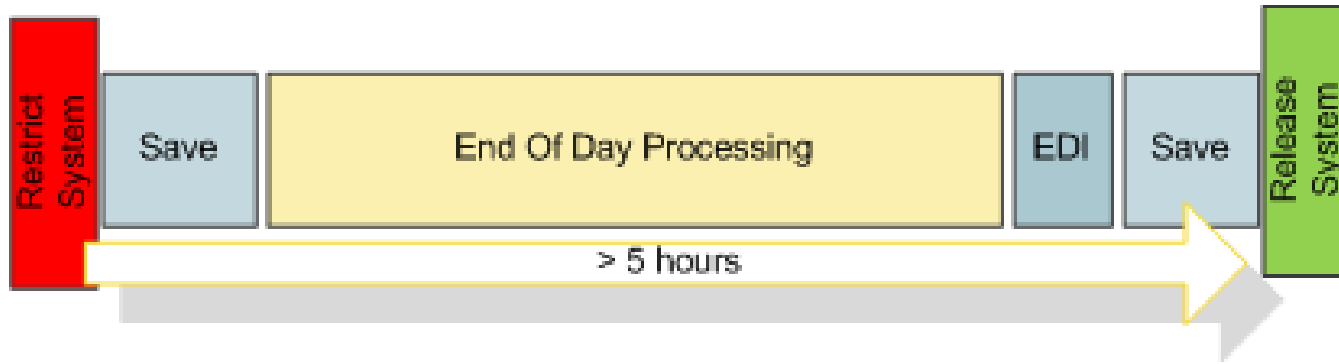 Restrict
System
Save
End Of Day Processing
EDI
Save
Release
System
> 5 hours